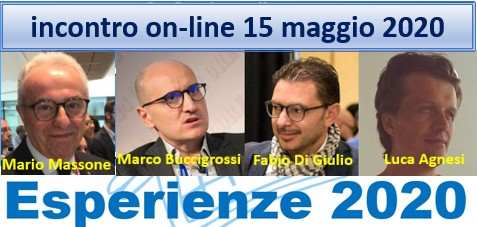 incontro on-line 15 maggio 2020
Mario Massone Marco Buccigrossi Fabio Di Giulio Luca Agnesi
Esperienze 2020